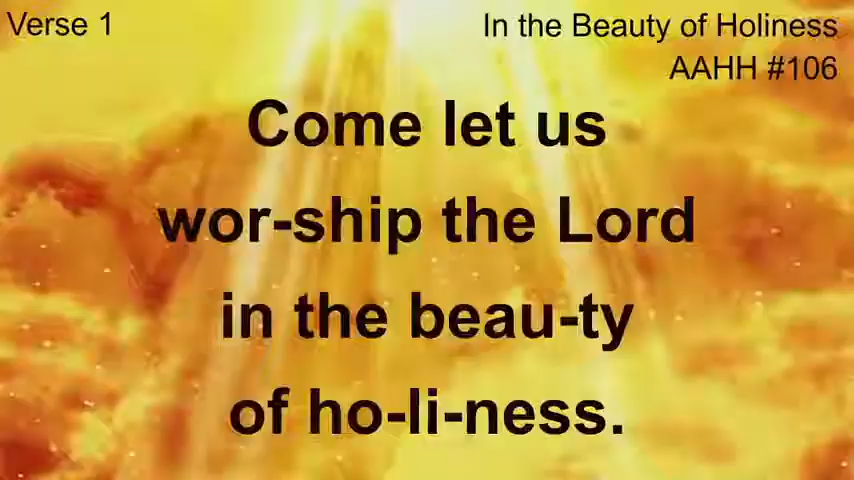 Verse 1
In the Beauty of Holiness
AAHH #106
Come let us
wor-ship the Lord
in the beau-ty
of ho-li-ness.